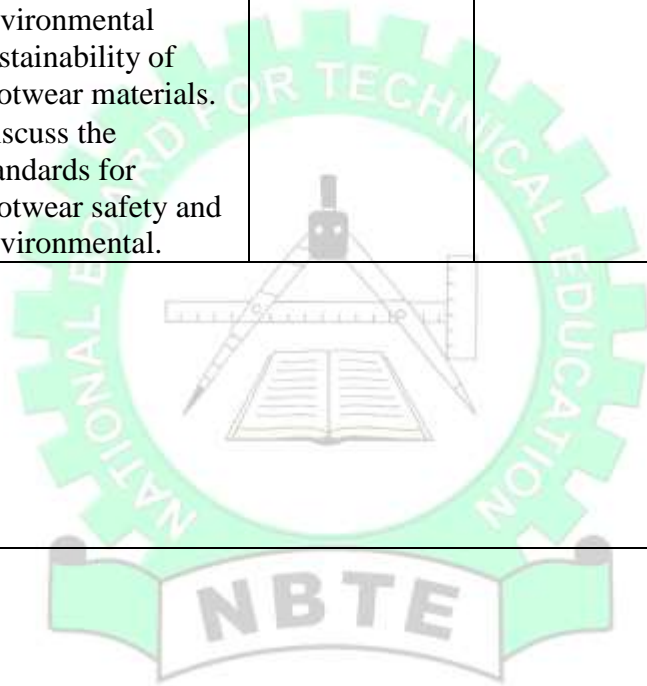 vironmental
stainability of
otwear materials.
scuss the
andards for
otwear safety and
vironmental.
NATIONAL BOARD FOR TECHNICAL EDUCATION
NBTE